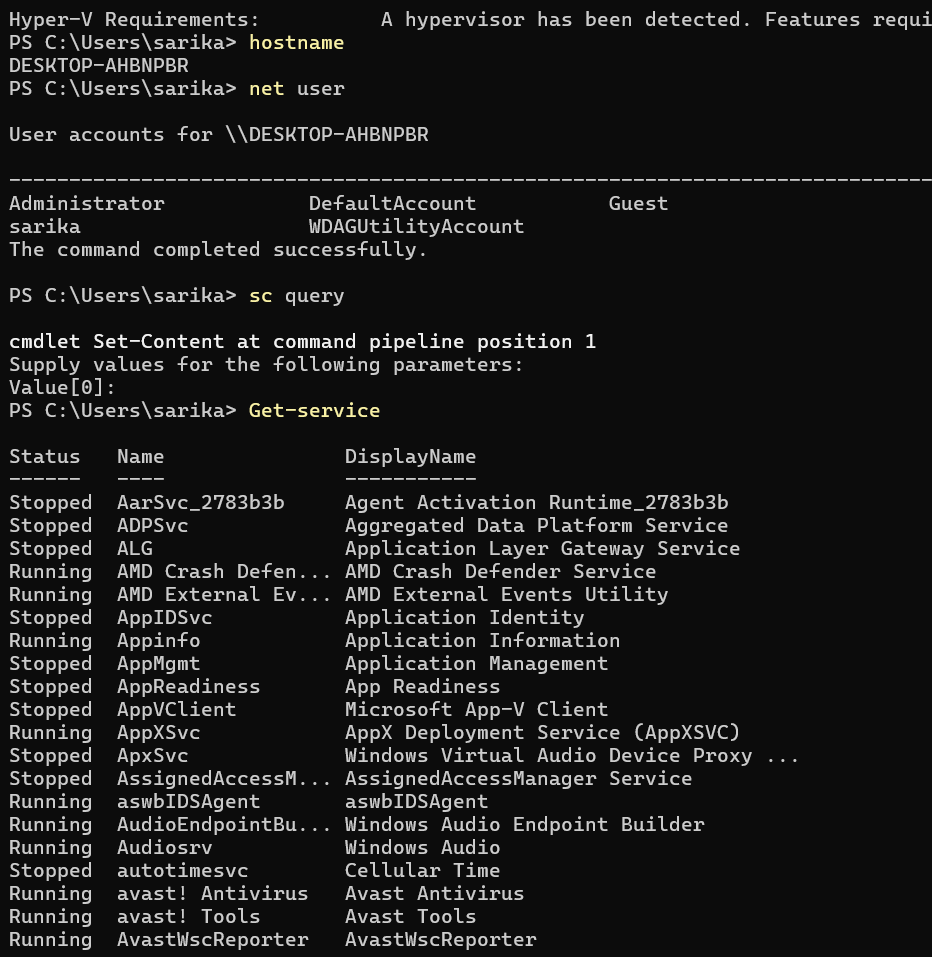 Hyper-V Requirements:          A hypervisor has been detected. Features requi
PS C:\Users\sarika> hostname
DESKTOP-AHBNPBR
PS C:\Users\sarika> net user

User accounts for \\DESKTOP-AHBNPBR

-----------------------------------------------------------------------------
Administrator            DefaultAccount           Guest
sarika                   WDAGUtilityAccount
The command completed successfully.

PS C:\Users\sarika> sc query

cmdlet Set-Content at command pipeline position 1
Supply values for the following parameters:
Value[0]:
PS C:\Users\sarika> Get-service

Status   Name               DisplayName
------   ----               -----------
Stopped  AarSvc_2783b3b     Agent Activation Runtime_2783b3b
Stopped  ADPSvc             Aggregated Data Platform Service
Stopped  ALG                Application Layer Gateway Service
Running  AMD Crash Defen... AMD Crash Defender Service
Running  AMD External Ev... AMD External Events Utility
Stopped  AppIDSvc           Application Identity
Running  Appinfo            Application Information
Stopped  AppMgmt            Application Management
Stopped  AppReadiness       App Readiness
Stopped  AppVClient         Microsoft App-V Client
Running  AppXSvc            AppX Deployment Service (AppXSVC)
Stopped  ApxSvc             Windows Virtual Audio Device Proxy ...
Stopped  AssignedAccessM... AssignedAccessManager Service
Running  aswbIDSAgent       aswbIDSAgent
Running  AudioEndpointBu... Windows Audio Endpoint Builder
Running  Audiosrv           Windows Audio
Stopped  autotimesvc        Cellular Time
Running  avast! Antivirus   Avast Antivirus
Running  avast! Tools       Avast Tools
Running  AvastWscReporter   AvastWscReporter